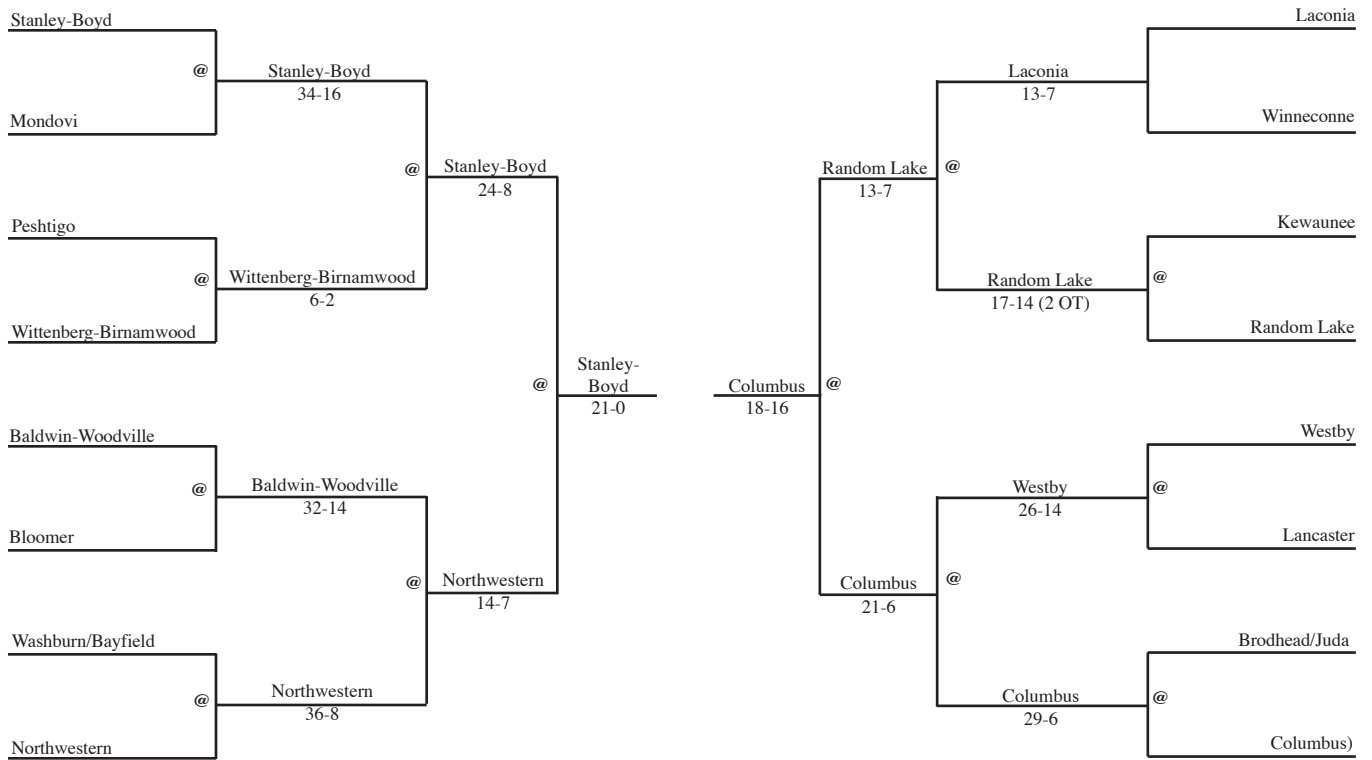 Stanley-Boyd
@
Stanley-Boyd
34-16
Mondovi
@
Stanley-Boyd
24-8
Peshtigo
@
Wittenberg-Birnamwood
6-2
Wittenberg-Birnamwood
@
Stanley-
Boyd
21-0
Baldwin-Woodville
@
Baldwin-Woodville
32-14
Bloomer
@
Northwestern
14-7
Washburn/Bayfield
@
Northwestern
36-8
Northwestern
Laconia
Laconia
13-7
Winneconne
Random Lake
13-7
@
Kewaunee
Random Lake
17-14 (2 OT)
@
Random Lake
Columbus
18-16
@
Westby
Westby
26-14
@
Lancaster
Columbus
21-6
@
Brodhead/Juda
Columbus
29-6
@
Columbus)